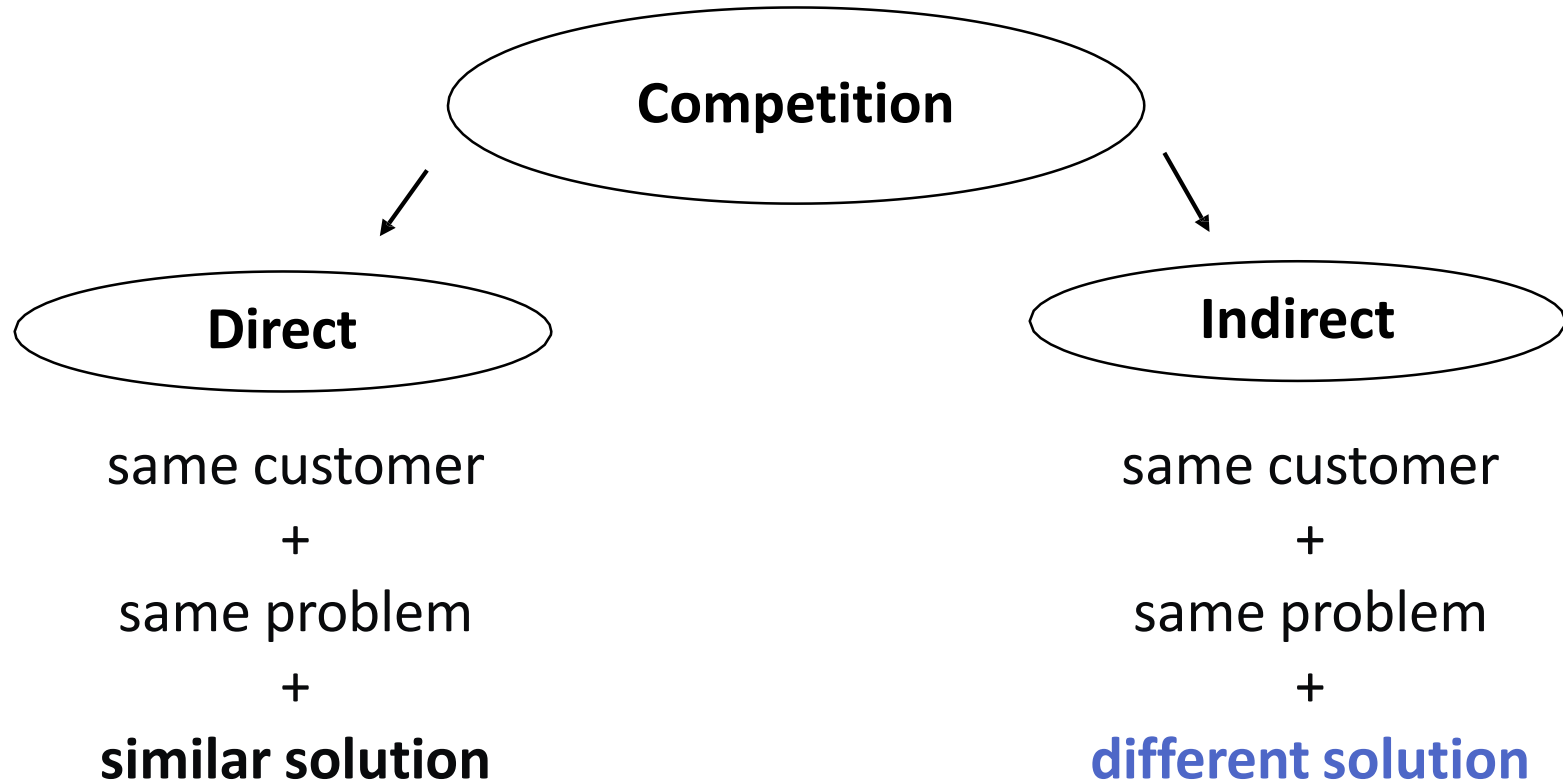 Competition
Direct
same customer
+
same problem
+
similar solution
Indirect
same customer
+
same problem
+
different solution